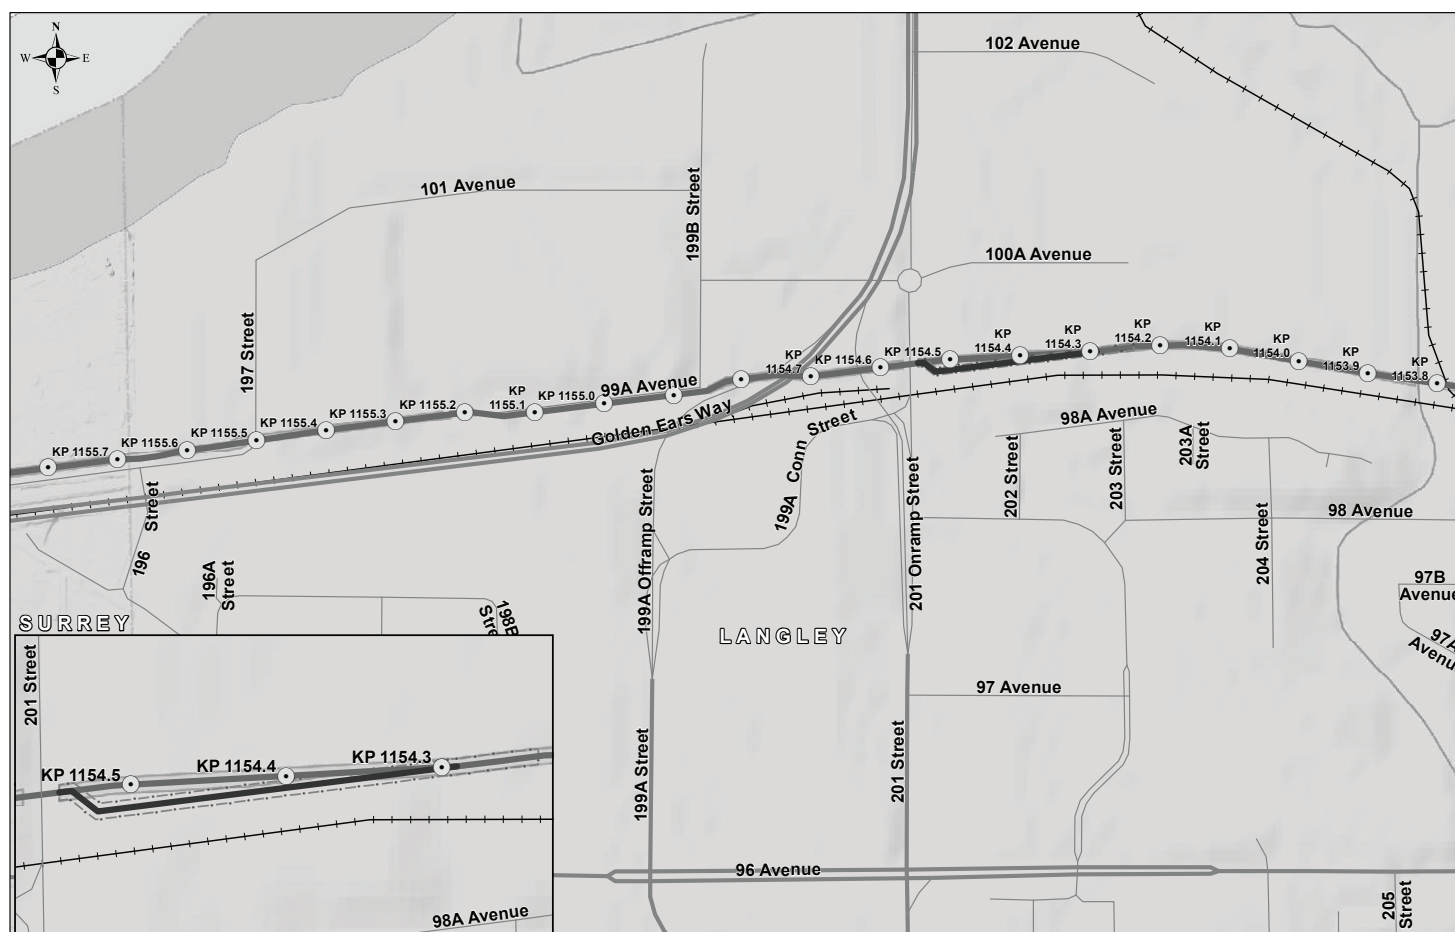 N
W E
S
102 Avenue
101 Avenue
199B Street
100A Avenue
197 Street
KP 1155.7
KP 1155.6
KP 1155.5
KP 1155.4
KP 1155.3
KP 1155.2
KP
1155.1
KP 1155.0
99A Avenue
KP
1154.7
KP 1154.6
KP 1154.5
KP
1154.4
KP
1154.3
KP
1154.2
KP
1154.1
KP
1154.0
KP
1153.9
KP
1153.8
Golden Ears Way
199A Conn Street
98A Avenue
203A
Street
202 Street
203 Street
196 Street
196A
Street
198B
Stre
199A Offramp Street
201 Onramp Street
204 Street
98 Avenue
97B
Avenue
97A
Avenu
SURREY
LANGLEY
97 Avenue
199A Street
201 Street
96 Avenue
205
Street
201 Street
KP 1154.5
KP 1154.4
KP 1154.3
98A Avenue